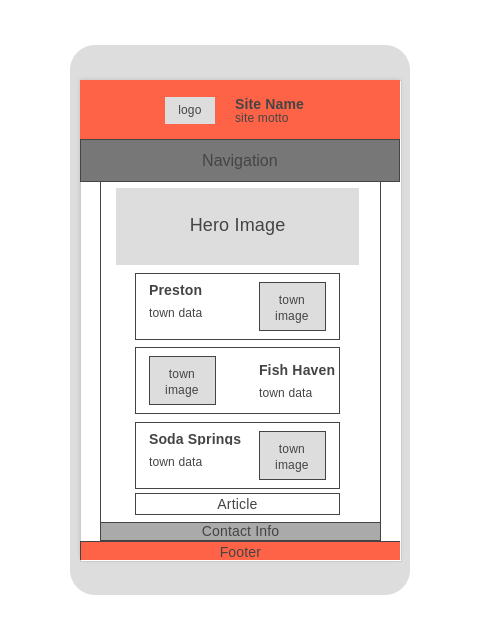 logo
Site Name
site motto
Navigation
Hero Image
Preston
town data
town
image
town
image
Fish Haven
town data
Soda Springs
town data
town
image
Article
Contact Info
Footer